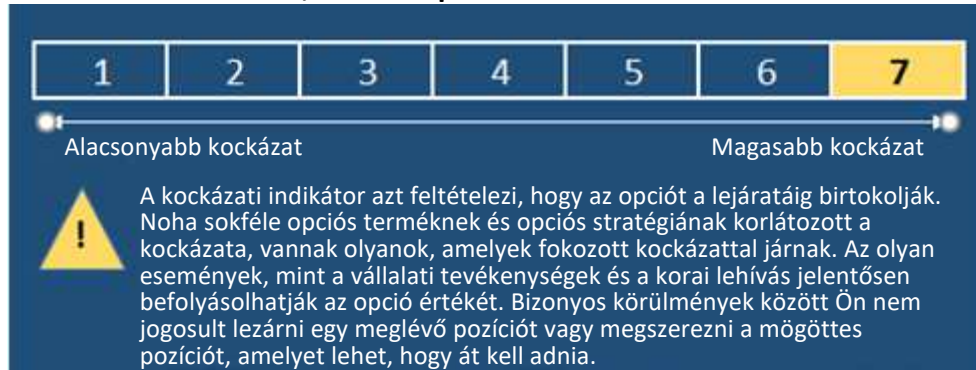 1 2 3 4 5 6 7
Alacsonyabb kockázat Magasabb kockázat
! A kockázati indikátor azt feltételezi, hogy az opciót a lejáratáig birtokolják.
Noha sokféle opciós terméknek és opciós stratégiának korlátozott a
kockázata, vannak olyanok, amelyek fokozott kockázattal járnak. Az olyan
események, mint a vállalati tevékenységek és a korai lehívás jelentősen
befolyásolhatják az opció értékét. Bizonyos körülmények között Ön nem
jogosult lezárni egy meglévő pozíciót vagy megszerezni a mögöttes
pozíciót, amelyet lehet, hogy át kell adnia.